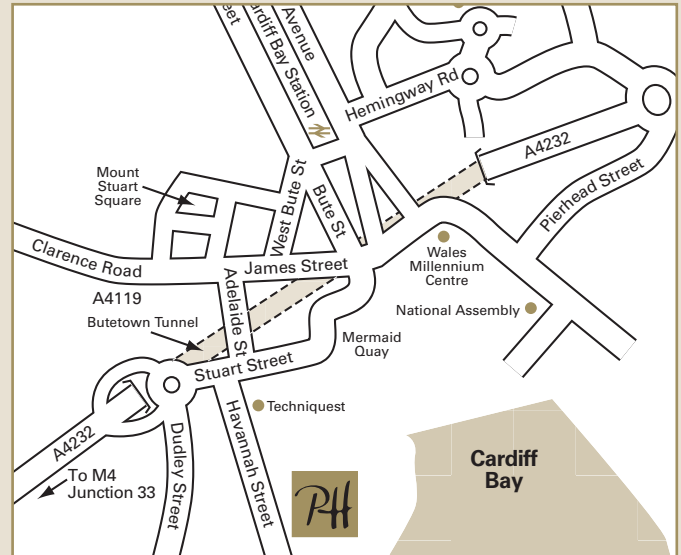 eet
ardiff Bay Station
Avenue
Hemingway Rd
A4232
Pierhead Street
Mount
Stuart
Square
West Bute St
Bute St
Clarence Road
A4119
James Street
Wales
Millennium
Centre
National Assembly
Butetown Tunnel
Adelaide St
Mermaid
Quay
Stuart Street
Techniquest
A4232
To M4
Junction 33
Dudley Street
Havannah Street
PH
Cardiff
Bay